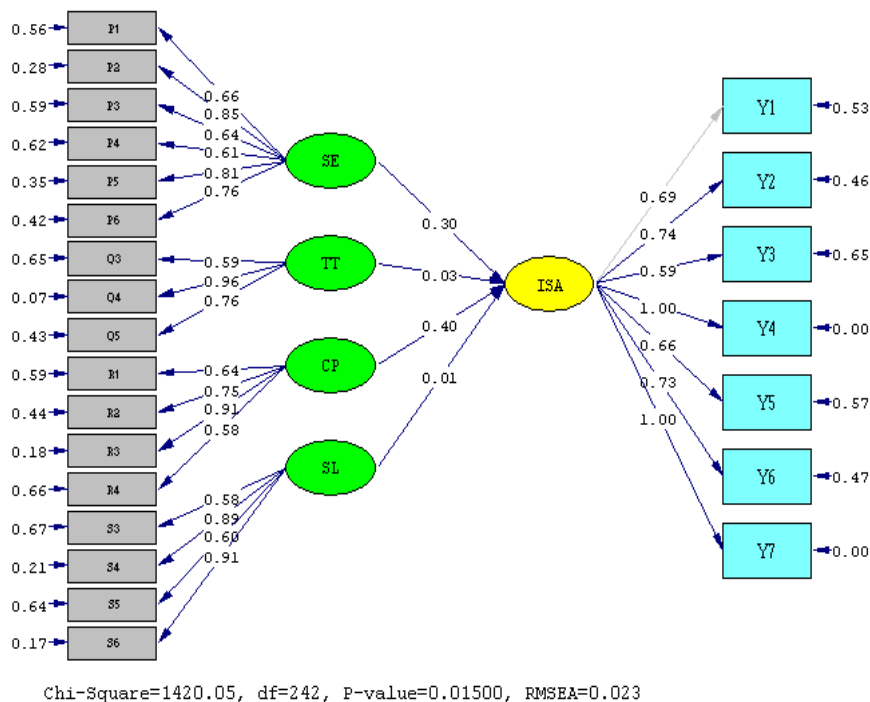 0.56 P1
0.28 P2
0.59 P3
0.62 P4
0.35 P5
0.42 P6
0.65 Q3
0.07 Q4
0.43 Q5
0.59 R1
0.44 R2
0.18 R3
0.66 R4
0.67 S3
0.21 S4
0.64 S5
0.17 S6
0.66
0.85
0.64
0.61
0.81
0.76
0.59
0.96
0.76
0.64
0.75
0.91
0.58
0.58
0.89
0.60
0.91
SE
TT
CP
SL
0.30
0.03
0.40
0.01
ISA
0.69
0.74
0.59
1.00
0.66
0.73
1.00
Y1 0.53
Y2 0.46
Y3 0.65
Y4 0.00
Y5 0.57
Y6 0.47
Y7 0.00
Chi-Square=1420.05, df=242, P-value=0.01500, RMSEA=0.023